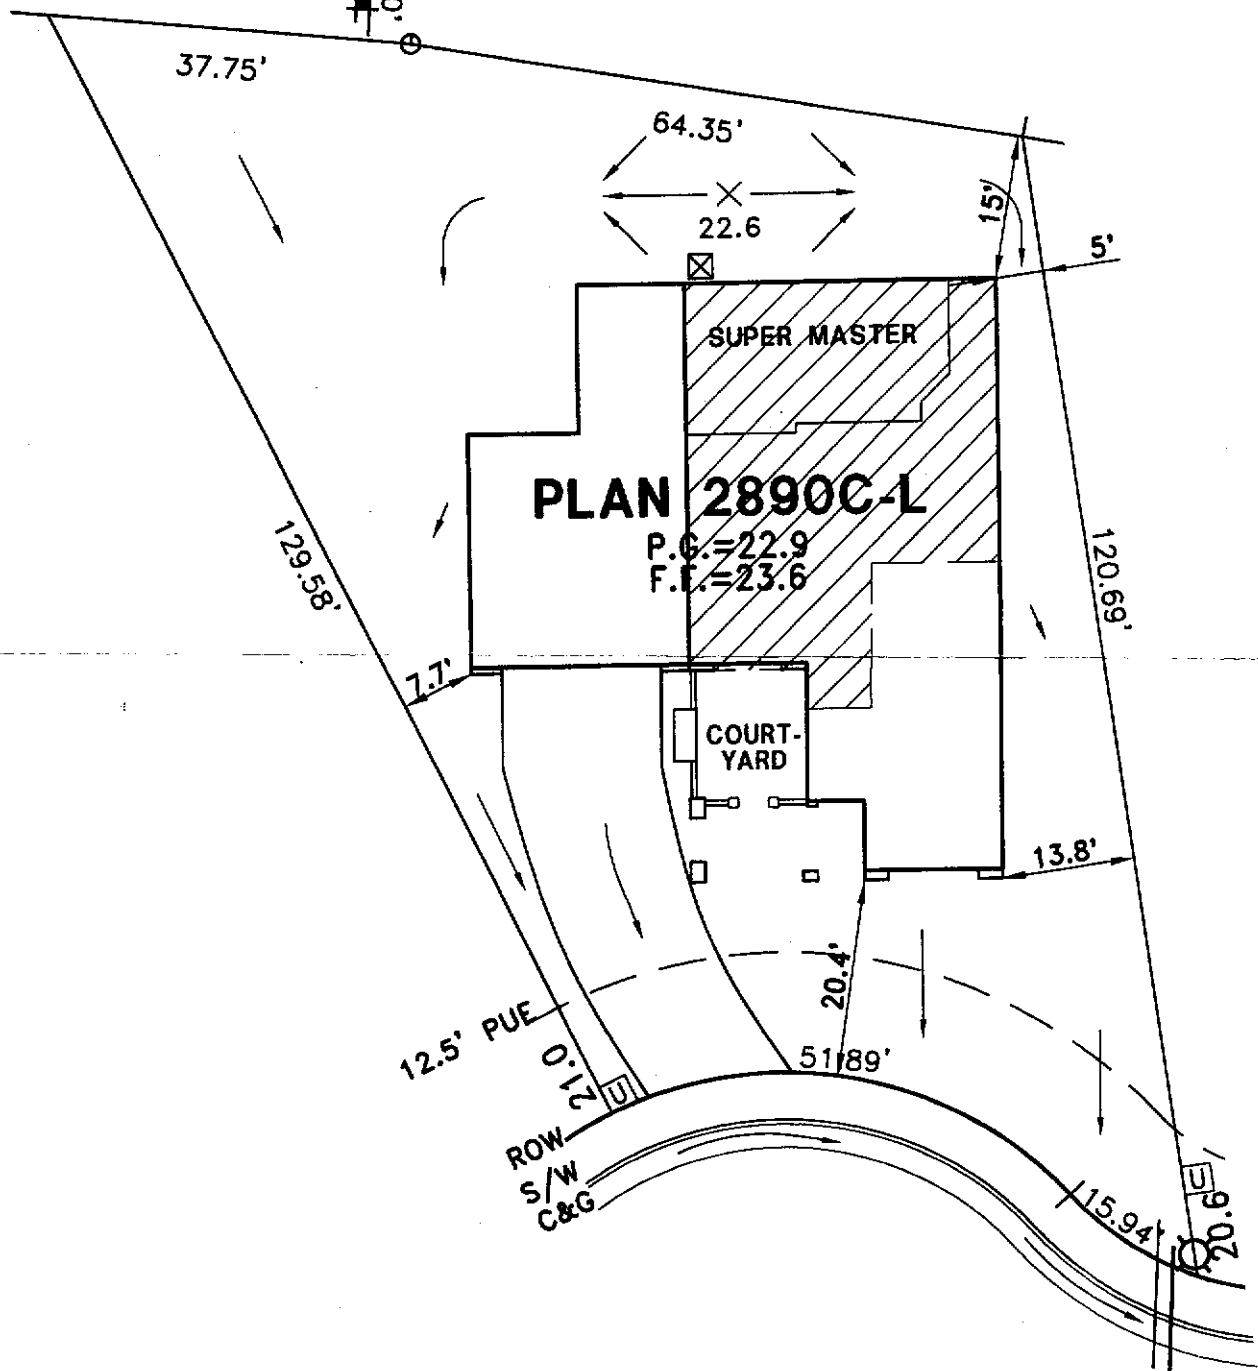 37.75'
64.35'
22.6
15'
5'
SUPER MASTER
PLAN 2890C-L
P.G.=22.9
F.F.=23.6
129.58'
120.69'
7.7'
COURT-
YARD
13.8'
20.4'
12.5' PUE
51.89'
21.0
U
ROW
S/W
C&G
15.94'
U
20.6